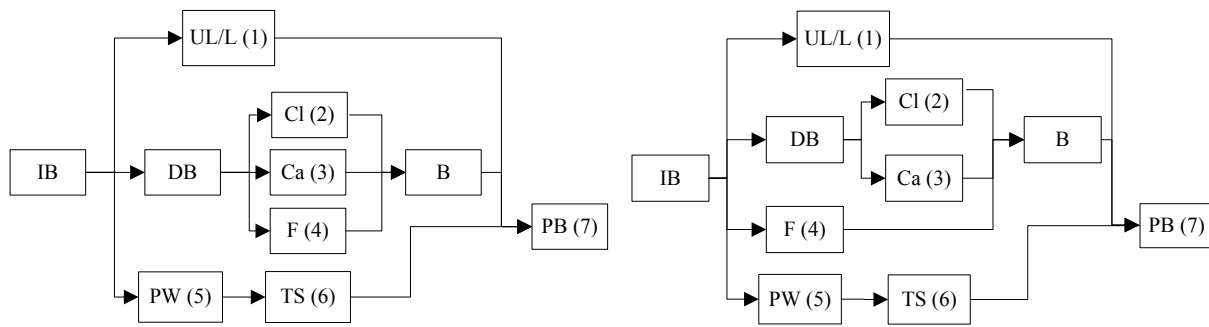 UL/L (1)
Cl (2)
IB
DB
Ca (3)
B
F (4)
PB (7)
PW (5)
TS (6)
UL/L (1)
Cl (2)
DB
B
IB
Ca (3)
F (4)
PB (7)
PW (5)
TS (6)